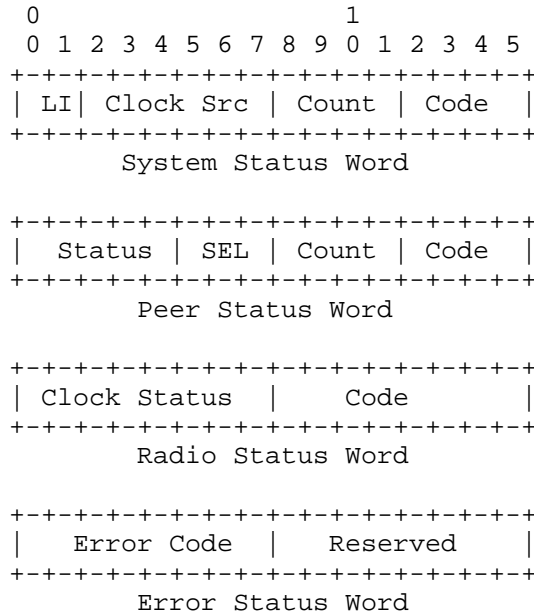 0                   1
0 1 2 3 4 5 6 7 8 9 0 1 2 3 4 5
+-+-+-+-+-+-+-+-+-+-+-+-+-+-+-+-+
| LI| Clock Src | Count | Code  |
+-+-+-+-+-+-+-+-+-+-+-+-+-+-+-+-+
System Status Word
+-+-+-+-+-+-+-+-+-+-+-+-+-+-+-+-+
|  Status | SEL | Count | Code  |
+-+-+-+-+-+-+-+-+-+-+-+-+-+-+-+-+
Peer Status Word
+-+-+-+-+-+-+-+-+-+-+-+-+-+-+-+-+
| Clock Status  |    Code       |
+-+-+-+-+-+-+-+-+-+-+-+-+-+-+-+-+
Radio Status Word
+-+-+-+-+-+-+-+-+-+-+-+-+-+-+-+-+
|   Error Code  |   Reserved    |
+-+-+-+-+-+-+-+-+-+-+-+-+-+-+-+-+
Error Status Word